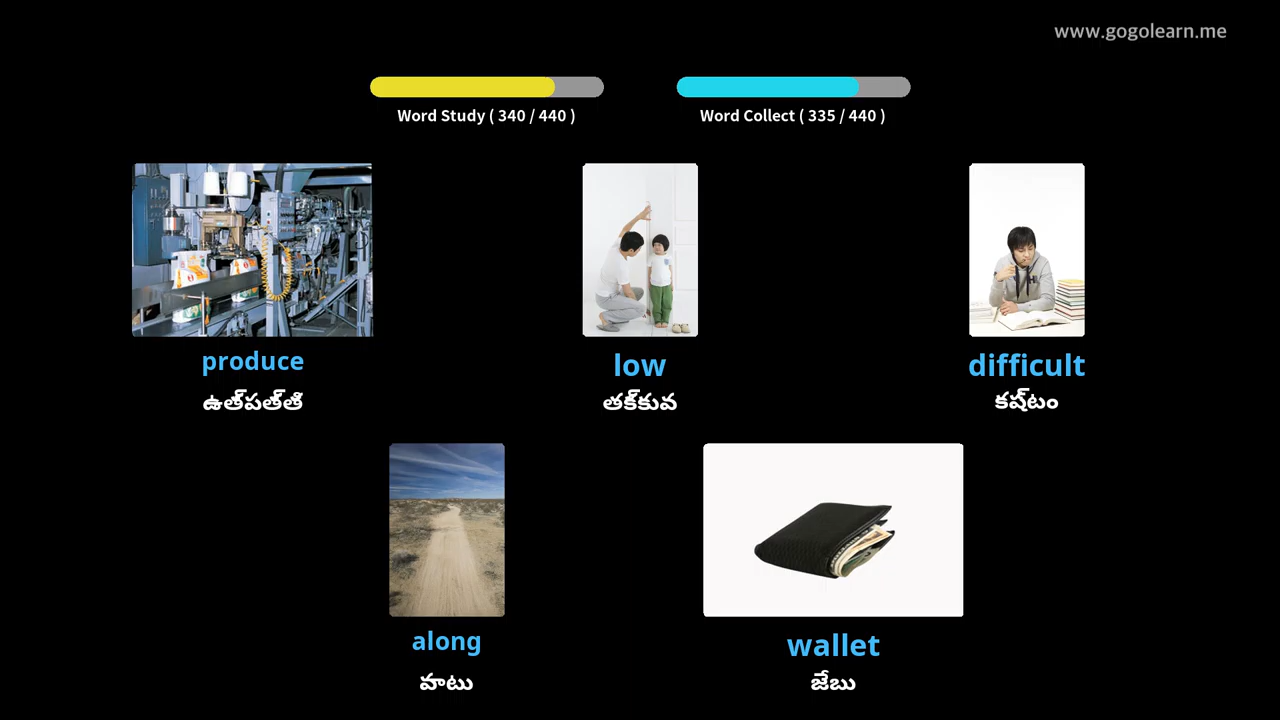 www.gogolearn.me
Word Study ( 340 / 440 )
Word Collect ( 335 / 440 )
produce
low
difficult
ఉత్పత్తి
తక్కువ
కష్టం
along
wallet
వాటు
జేబు